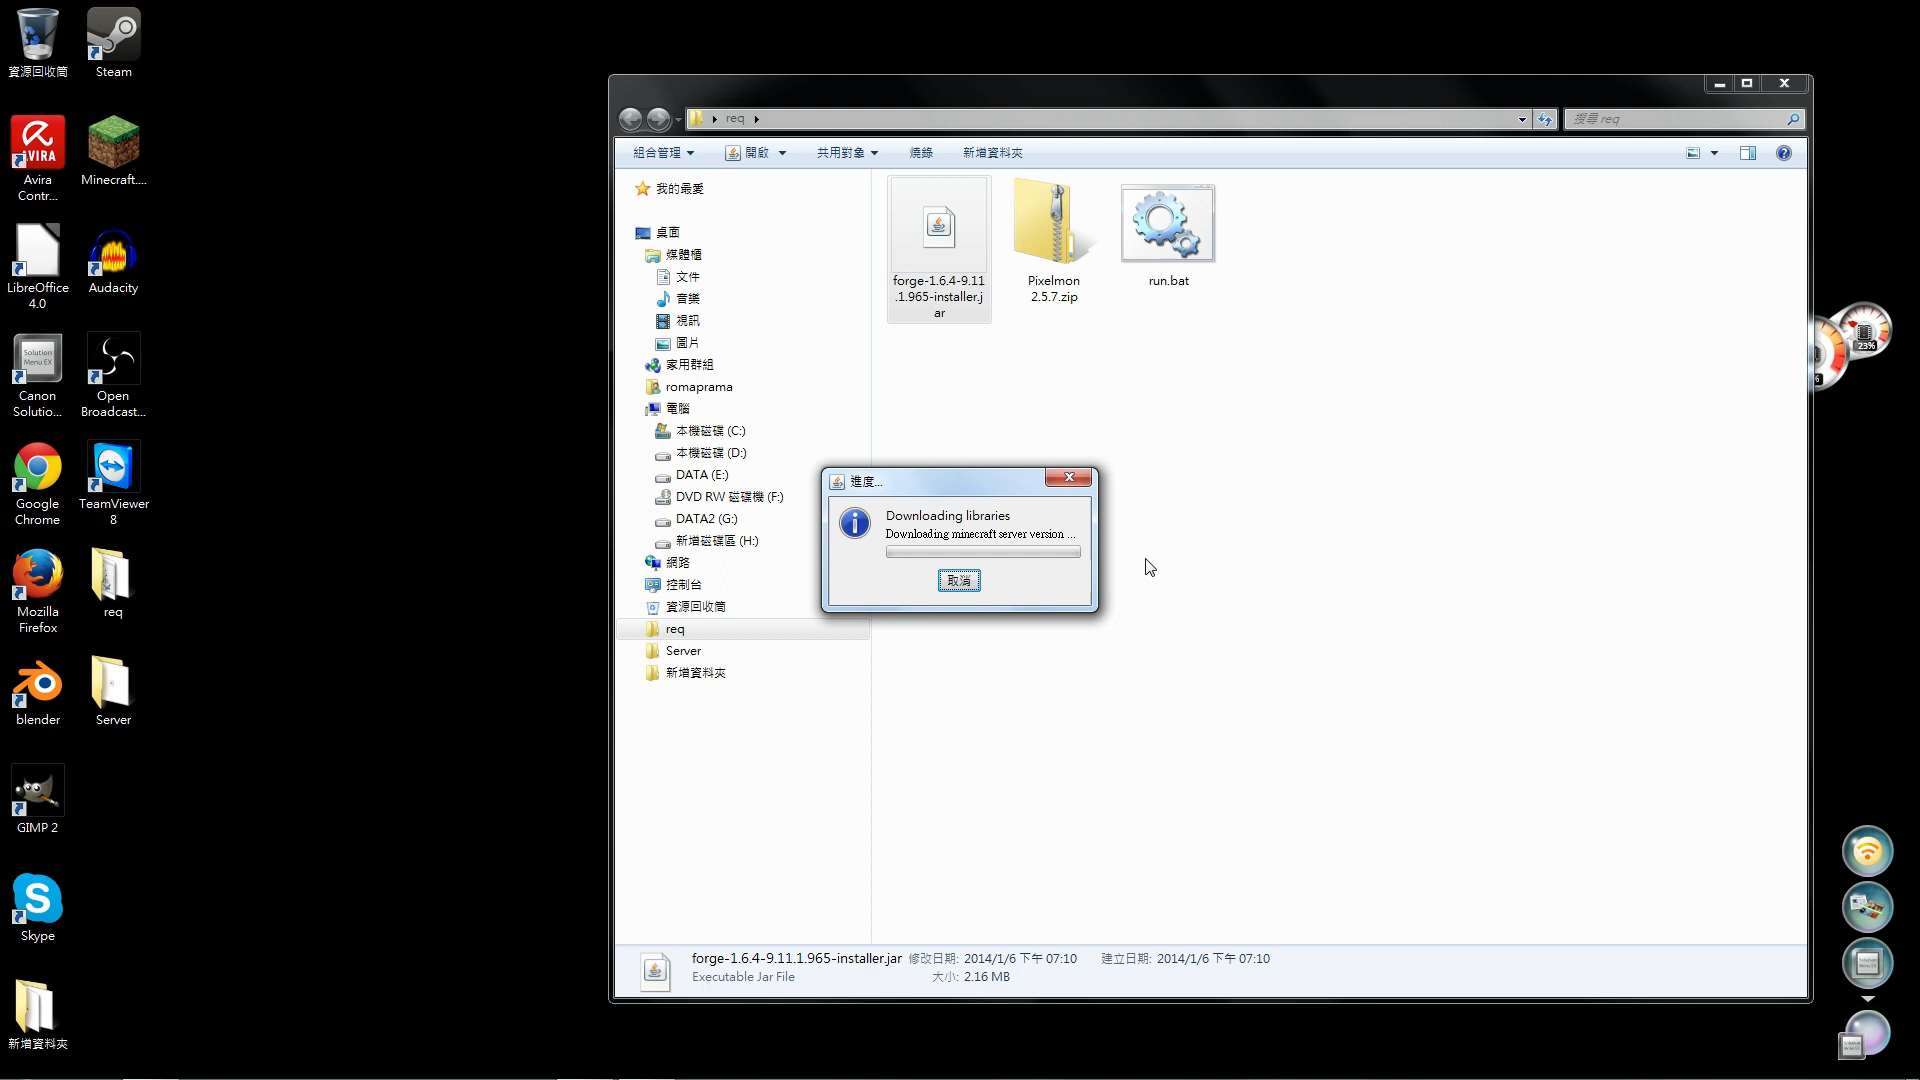 資源回收筒
Steam
Avira
Contr...
Minecraft....
LibreOffice
4.0
Audacity
Canon
Solutio...
Open
Broadcast...
Google
Chrome
TeamViewer
8
Mozilla
Firefox
req
blender
Server
GIMP 2
Skype
新增資料夾
req
搜尋 req
組合管理
開啟
共用對象
燒錄
新增資料夾
我的最愛
桌面
媒體櫃
文件
音樂
視訊
圖片
家用群組
romaprama
電腦
本機磁碟 (C:)
本機磁碟 (D:)
DATA (E:)
DVD RW 磁碟機 (F:)
DATA2 (G:)
新增磁碟區 (H:)
網路
控制台
資源回收筒
req
Server
新增資料夾
forge-1.6.4-9.11
.1.965-installer.j
ar
Pixelmon
2.5.7.zip
run.bat
進度...
Downloading libraries
Downloading minecraft server version ...
取消
forge-1.6.4-9.11.1.965-installer.jar 修改日期: 2014/1/6 下午 07:10 建立日期: 2014/1/6 下午 07:10
Executable Jar File 大小: 2.16 MB
23%
AVIRA
Solution
Menu EX